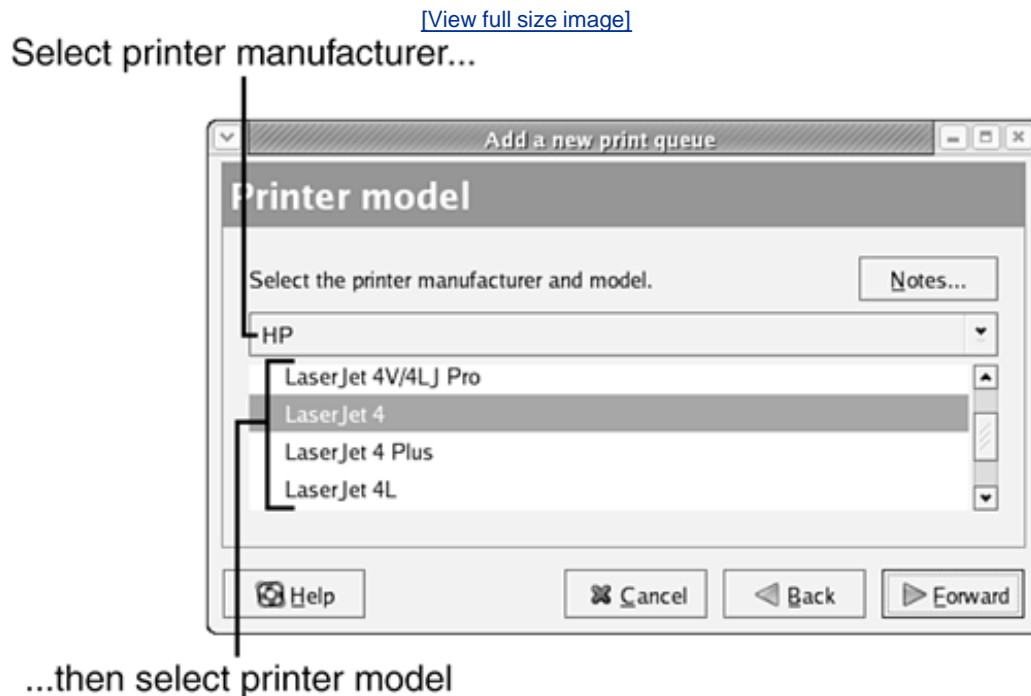 [View full size image]
Select printer manufacturer...
Add a new print queue
Printer model
Select the printer manufacturer and model.
Notes...
HP
LaserJet 4V/4LJ Pro
LaserJet 4
LaserJet 4 Plus
LaserJet 4L
Help
Cancel
Back
Forward
...then select printer model